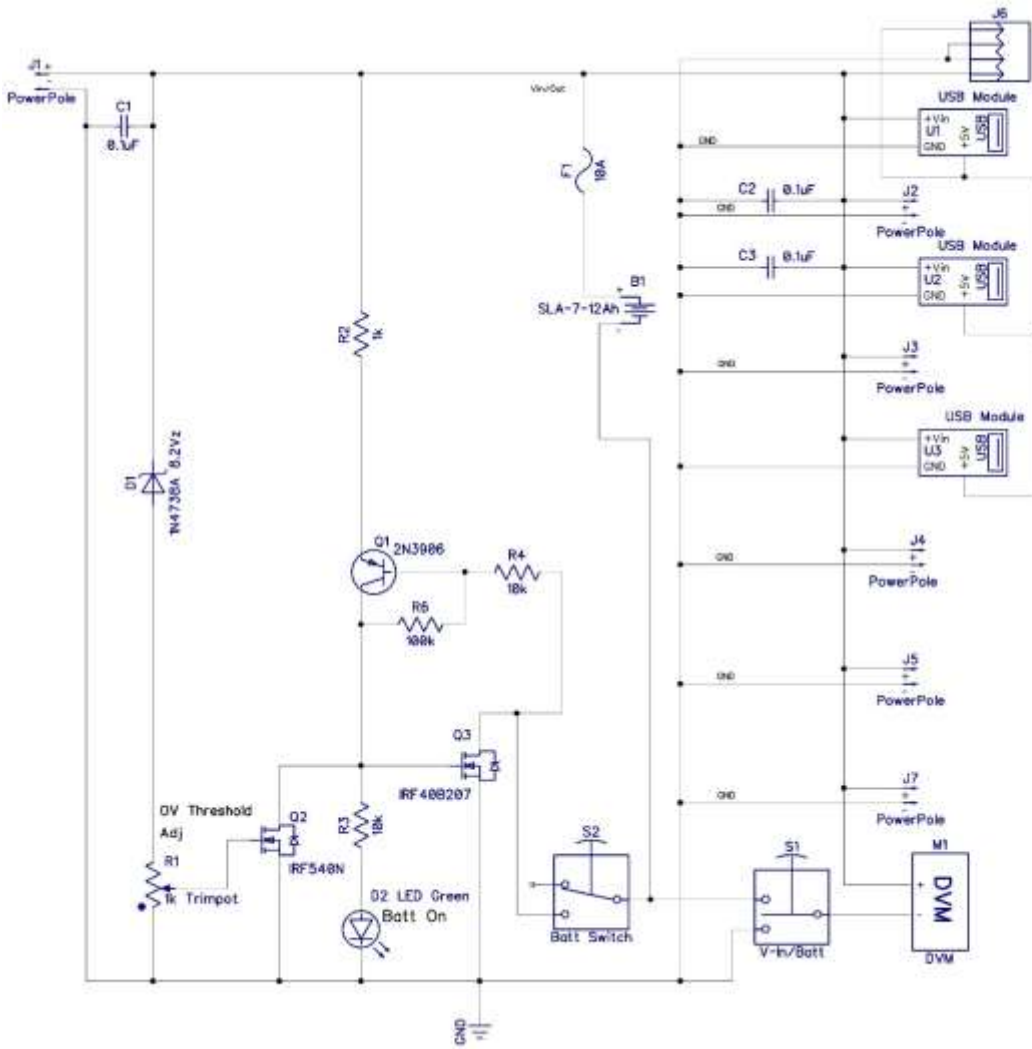 J6
J1 +
PowerPole
USB Module
C1
0.1uF
Vin/Out
+Vin
U1
GND
+5V
USB
GND
F1
10A
C2 0.1uF
J2
GND
+
-
PowerPole
USB Module
C3 0.1uF
+Vin
U2
GND
+5V
USB
B1
+
SLA-7-12Ah
-
R2
1k
J3
GND
+
-
PowerPole
USB Module
+Vin
U3
GND
+5V
USB
D1
1N4738A 8.2Vz
Q1
2N3906
R4
10k
J4
GND
+
-
PowerPole
R5
100k
J5
GND
+
-
PowerPole
Q3
IRF40B207
J7
GND
+
-
PowerPole
OV Threshold
Adj
Q2
IRF540N
R3
10k
S2
S1
M1
R1
1k Trimpot
D2 LED Green
Batt On
+
-
DVM
Batt Switch
V-In/Batt
DVM
GND